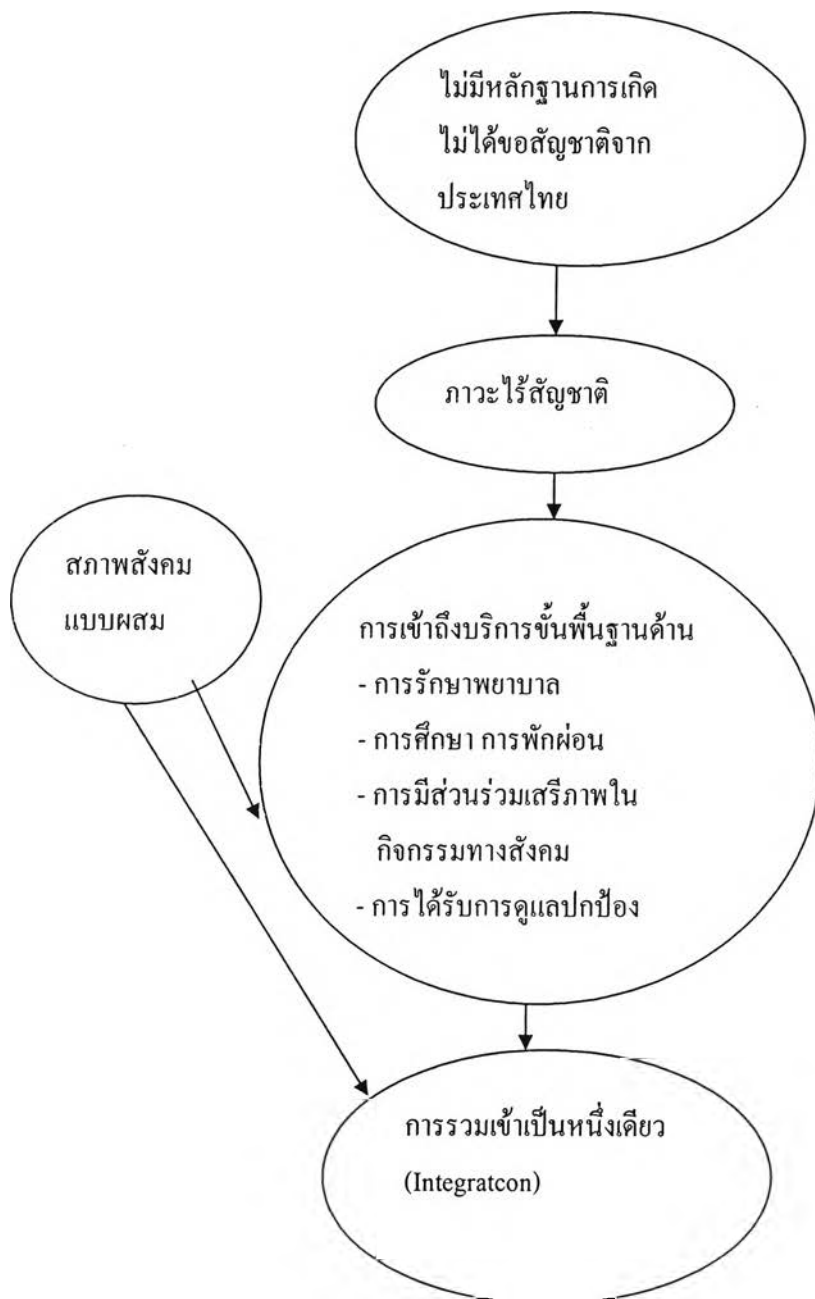 ไม่มีหลักฐานการเกิด
ไม่ได้ขอสัญชาติจาก
ประเทศไทย
ภาวะไร้สัญชาติ
สภาพสังคม
แบบผสม
การเข้าถึงบริการขั้นพื้นฐานด้าน
- การรักษาพยาบาล
- การศึกษา การพักผ่อน
- การมีส่วนร่วมเสรีภาพใน
กิจกรรมทางสังคม
- การได้รับการดูแลปกป้อง
การรวมเข้าเป็นหนึ่งเดียว
(Integratcon)